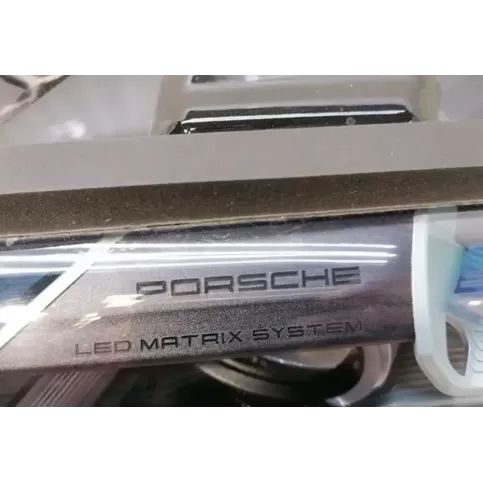 PORSCHE
LED MATRIX SYSTEM